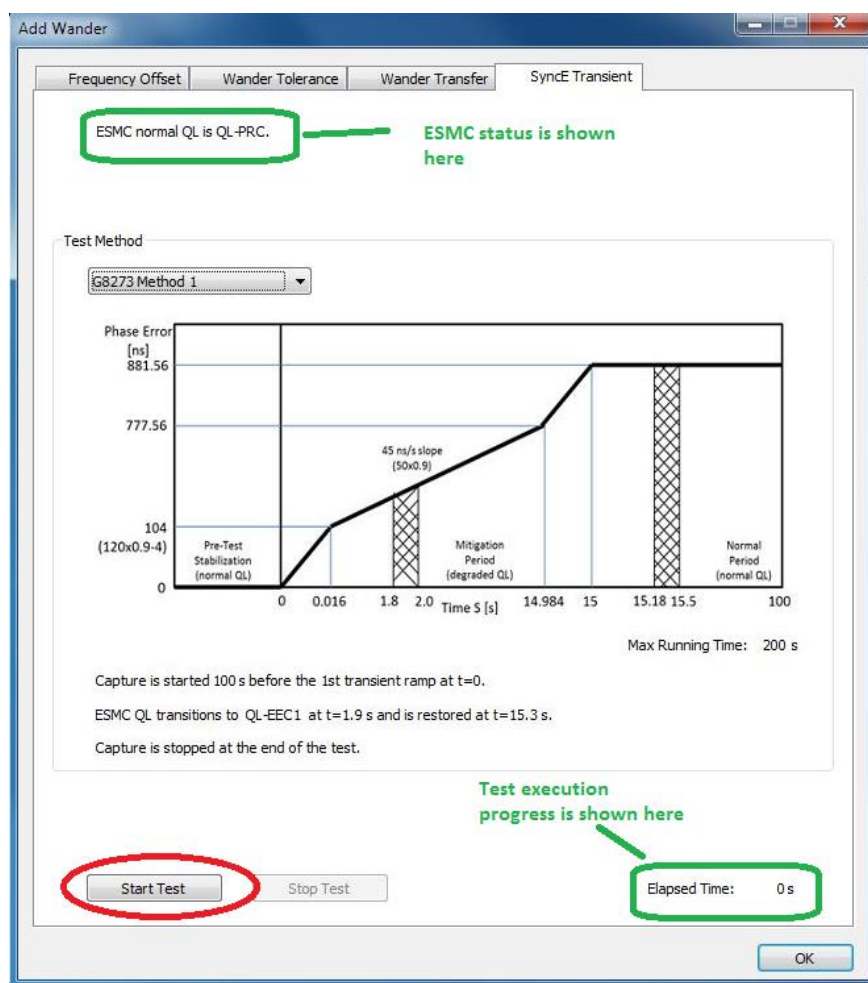 Add Wander
Frequency Offset Wander Tolerance Wander Transfer SyncE Transient
ESMC normal QL is QL-PRC.
ESMC status is shown
here
Test Method
G8273 Method 1
Phase Error
[ns]
881.56
777.56
45 ns/s slope
(50x0.9)
104
(120x0.9-4)
Pre-Test
Stabilization
(normal QL)
Mitigation
Period
(degraded QL)
Normal
Period
(normal QL)
0
0 0.016 1.8 2.0 Time S [s] 14.984 15 15.18 15.5 100
Max Running Time: 200 s
Capture is started 100 s before the 1st transient ramp at t=0.
ESMC QL transitions to QL-EEC1 at t=1.9 s and is restored at t=15.3 s.
Capture is stopped at the end of the test.
Test execution
progress is shown here
Start Test Stop Test Elapsed Time: 0 s
OK